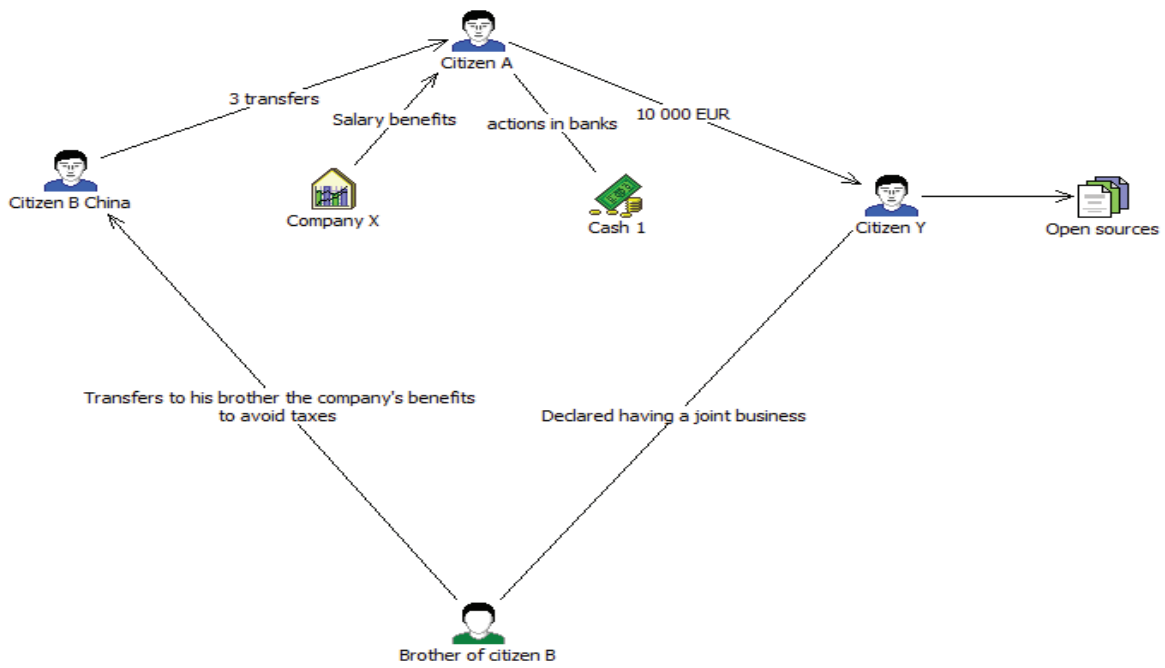 Citizen A
3 transfers
10 000 EUR
Salary benefits
actions in banks
Citizen B China
Company X
Cash 1
Citizen Y
Open sources
Transfers to his brother the company's benefits
to avoid taxes
Declared having a joint business
Brother of citizen B